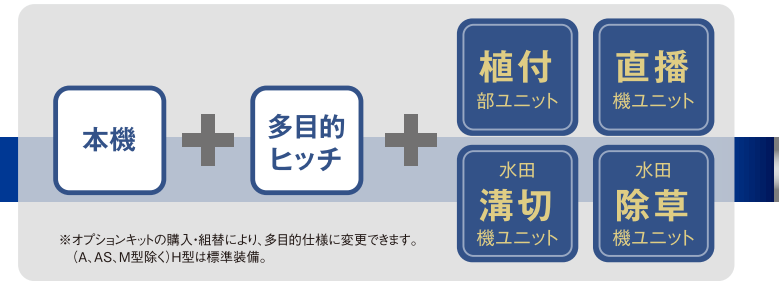 本機
多目的
ヒッチ
植付
部ユニット
直播
機ユニット
水田
溝切
機ユニット
水田
除草
機ユニット
※オプションキットの購入・組替により、多目的仕様に変更できます。
（A、AS、M型除く）H型は標準装備。